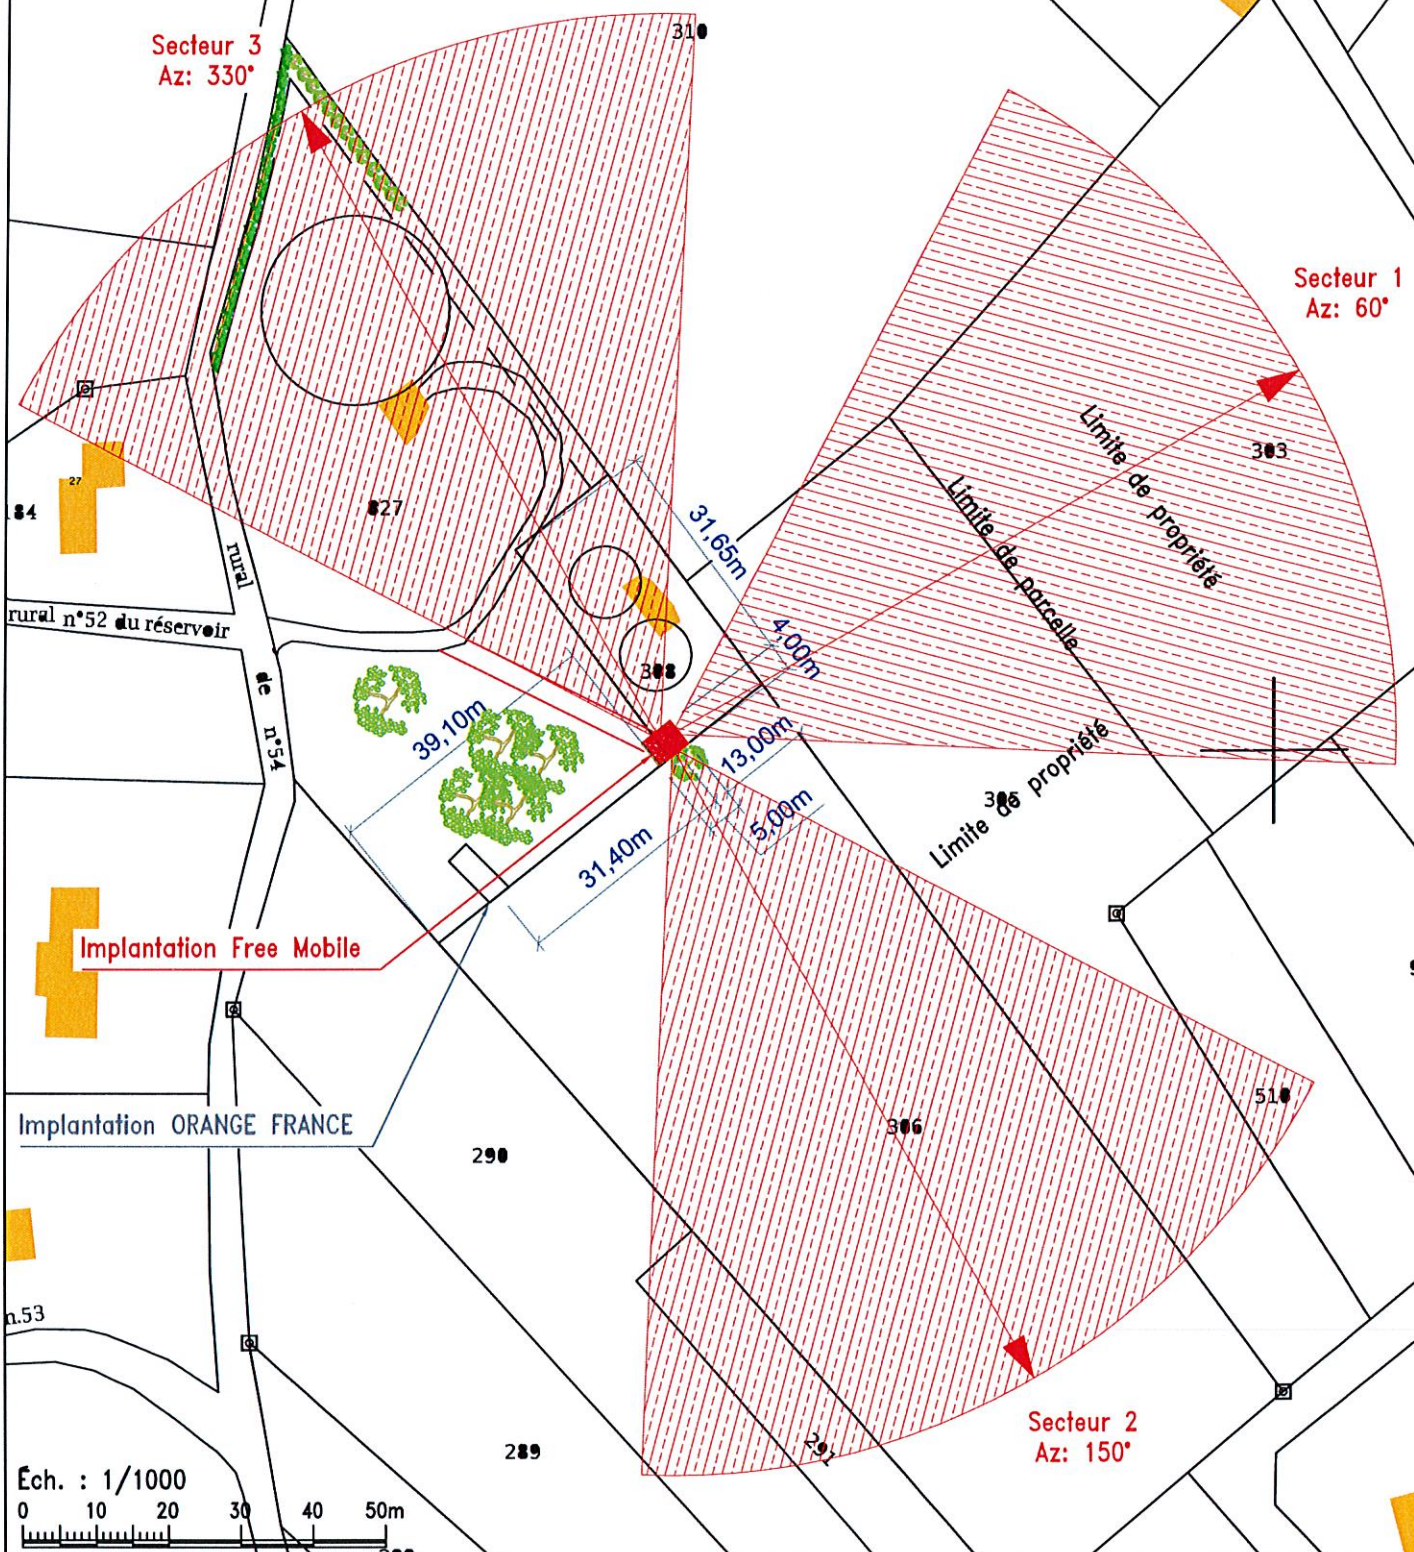 310
Secteur 3
Az: 330°
Secteur 1
Az: 60°
Limite de propriété
303
Limite de parcelle
27
184
827
31,65m
rural
rural n°52 du réservoir
4,00m
308
de
n°54
39,10m
13,00m
Limite de propriété
305
5,00m
31,40m
Implantation Free Mobile
510
306
Implantation ORANGE FRANCE
290
n.53
Secteur 2
Az: 150°
291
289
Éch. : 1/1000
0 10 20 30 40 50m